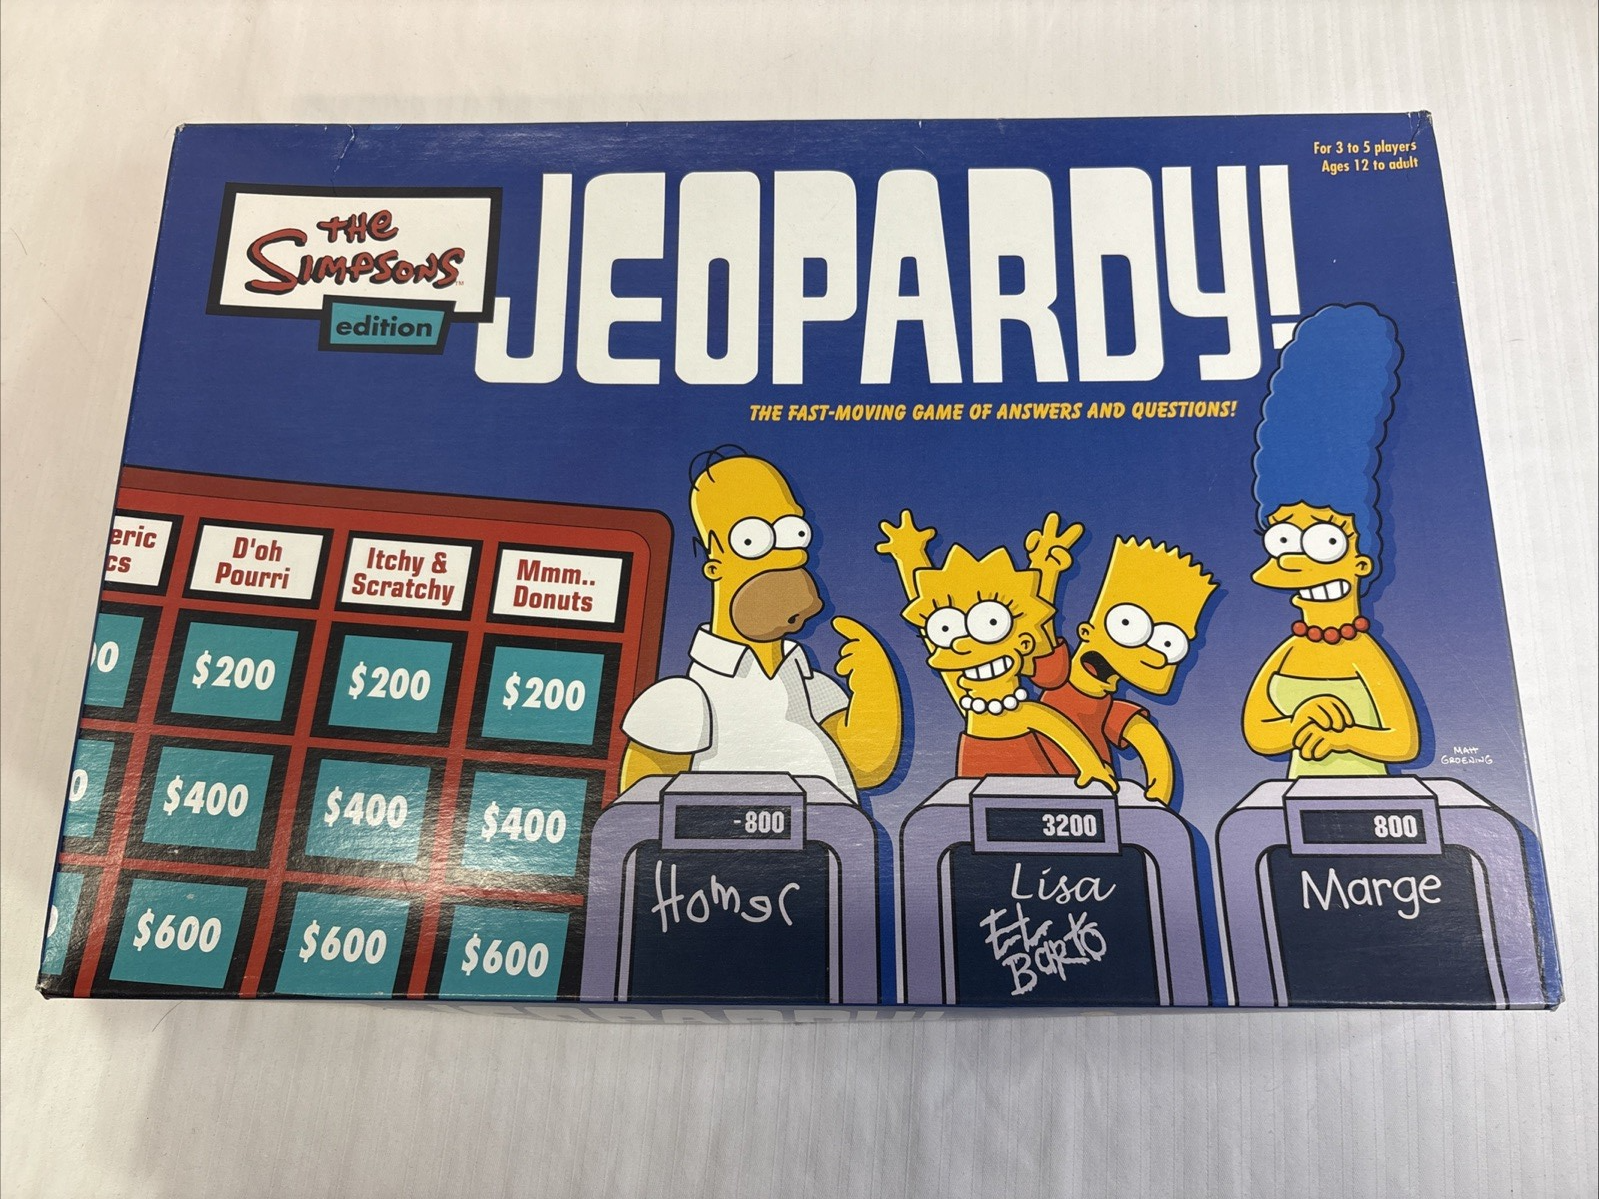 For 3 to 5 players
Ages 12 to adult
THE
SIMPSONS™
edition
JEOPARDY!
THE FAST-MOVING GAME OF ANSWERS AND QUESTIONS!
D'oh
Pourri
Itchy &
Scratchy
Mmm..
Donuts
$200
$200
$200
$400
$400
$400
$600
$600
$600
-800
3200
800
Homer
Lisa
EL
BARTO
Marge
MATT
GROENING
JEOPARDY!